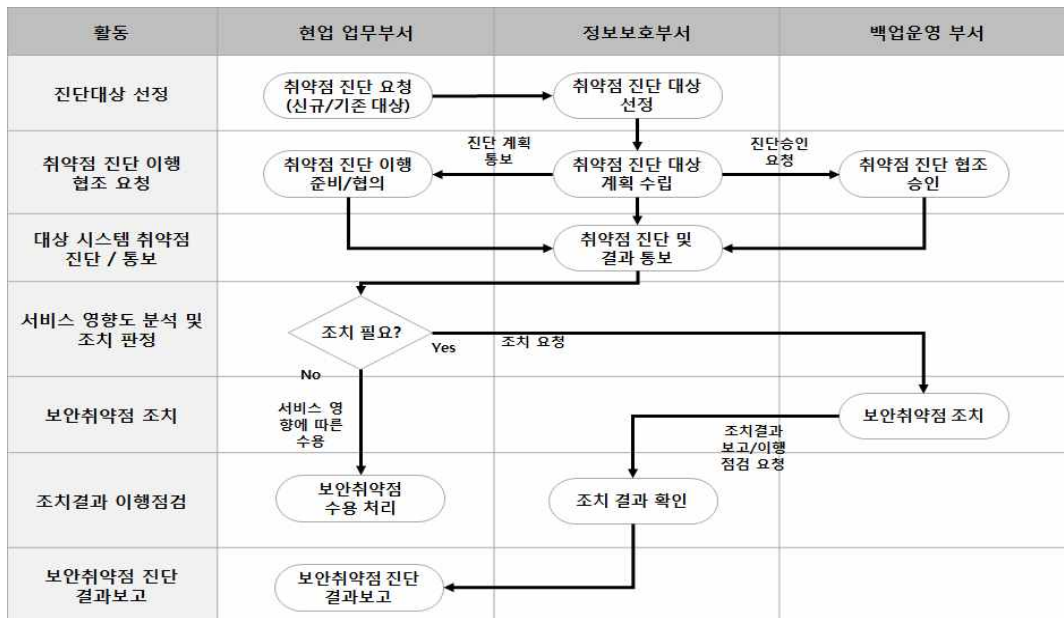 활동
현업 업무부서
정보보호부서
백업운영 부서
진단대상 선정
취약점 진단 요청
(신규/기존 대상)
취약점 진단 대상
선정
취약점 진단 이행
협조 요청
진단 계획
통보
진단승인
요청
취약점 진단 이행
준비/협의
취약점 진단 대상
계획 수립
취약점 진단 협조
승인
대상 시스템 취약점
진단 / 통보
취약점 진단 및
결과 통보
서비스 영향도 분석 및
조치 판정
조치 필요?
Yes
조치 요청
No
보안취약점 조치
서비스 영
향에 따른
수용
보안취약점 조치
조치결과
보고/이행
점검 요청
조치결과 이행점검
보안취약점
수용 처리
조치 결과 확인
보안취약점 진단
결과보고
보안취약점 진단
결과보고